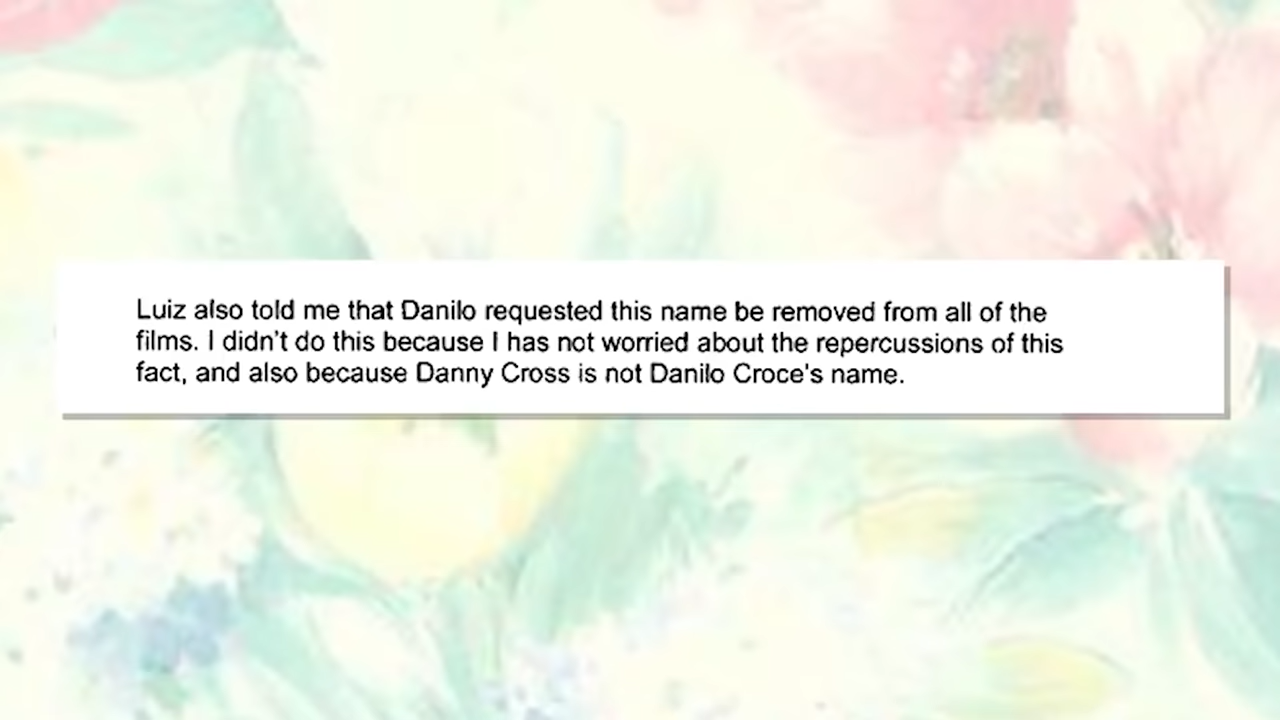 Luiz also told me that Danilo requested this name be removed from all of the
films. I didn't do this because I has not worried about the repercussions of this
fact, and also because Danny Cross is not Danilo Croce's name.